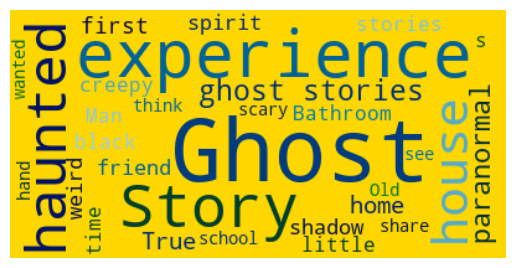 first
spirit
stories
s
experience
wanted
haunted
creepy
ghost stories
think
scary
Bathroom
Man
black
Ghost
see
house
paranormal
friend
weird
hand
Old
Story
home
time
shadow
share
True
school
little